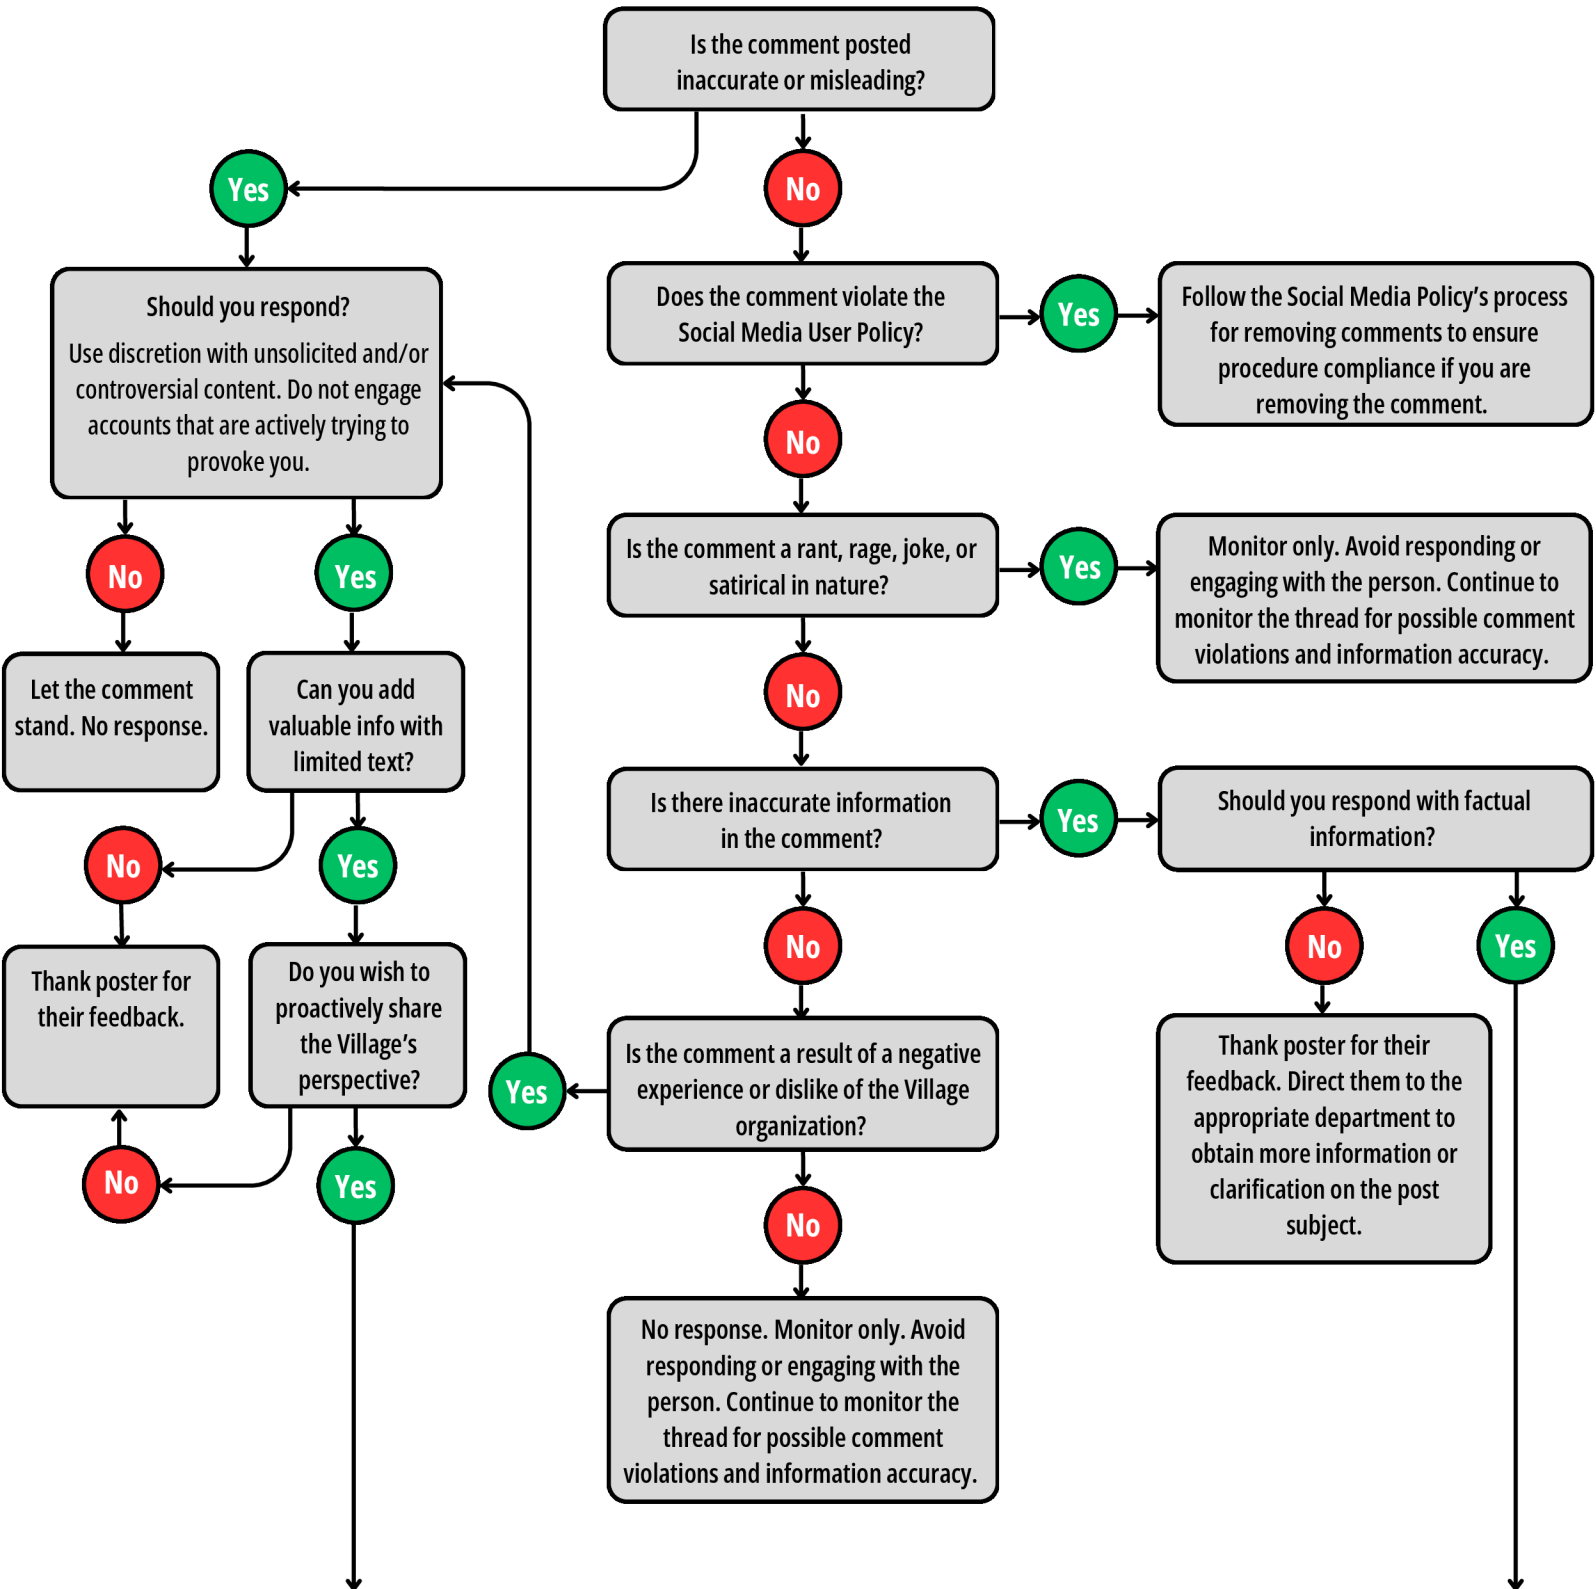 Is the comment posted
inaccurate or misleading?
Yes
No
Should you respond?
Use discretion with unsolicited and/or
controversial content. Do not engage
accounts that are actively trying to
provoke you.
Does the comment violate the
Social Media User Policy?
Yes
Follow the Social Media Policy’s process
for removing comments to ensure
procedure compliance if you are
removing the comment.
No
No
Yes
Is the comment a rant, rage, joke, or
satirical in nature?
Yes
Monitor only. Avoid responding or
engaging with the person. Continue to
monitor the thread for possible comment
violations and information accuracy.
Let the comment
stand. No response.
Can you add
valuable info with
limited text?
No
Is there inaccurate information
in the comment?
Yes
Should you respond with factual
information?
No
Yes
No
No
Yes
Thank poster for
their feedback.
Do you wish to
proactively share
the Village’s
perspective?
Is the comment a result of a negative
experience or dislike of the Village
organization?
Yes
Thank poster for their
feedback. Direct them to the
appropriate department to
obtain more information or
clarification on the post
subject.
No
Yes
No
No response. Monitor only. Avoid
responding or engaging with the
person. Continue to monitor the
thread for possible comment
violations and information accuracy.